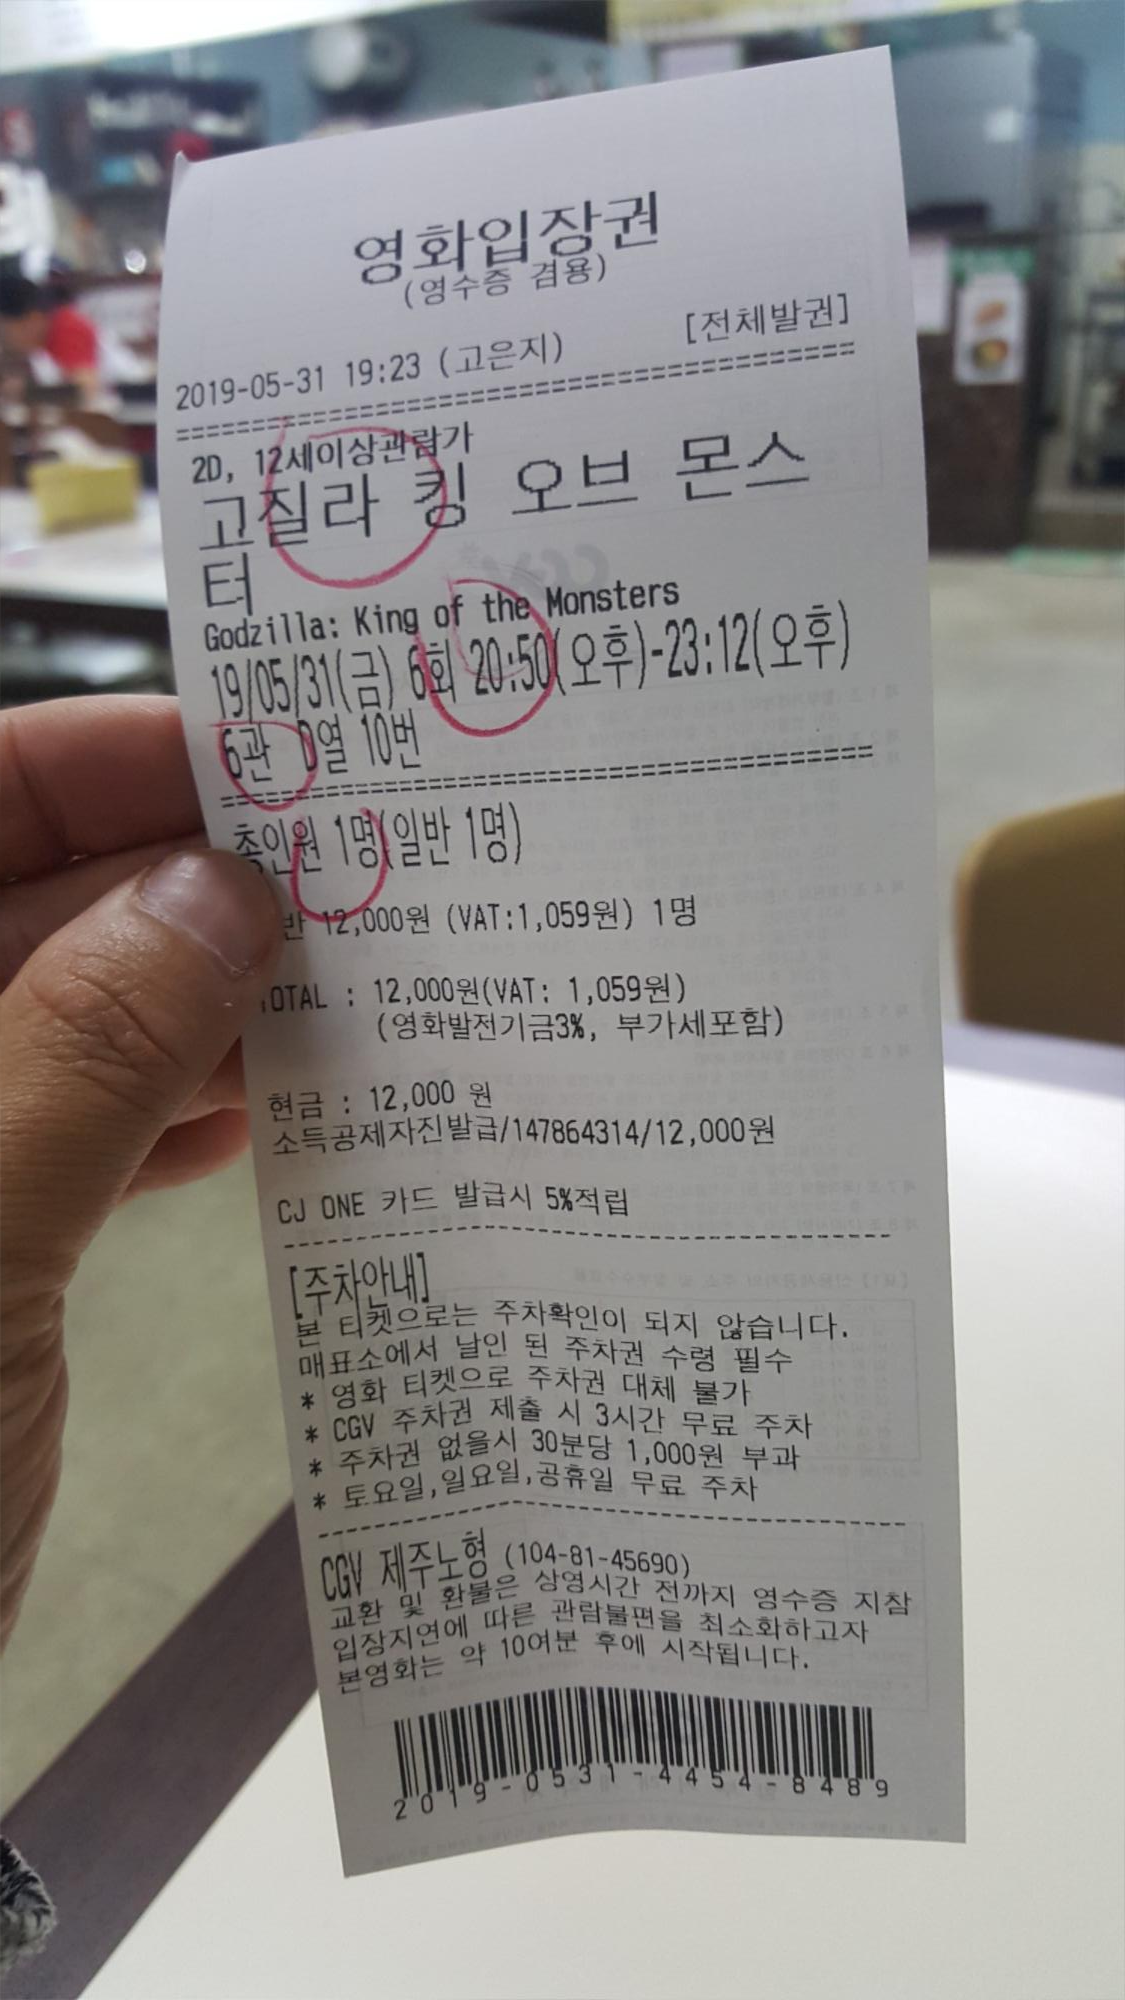 영화입장권
(영수증 겸용)
[전체발권]
2019-05-31 19:23 (고은지)
================================================
2D, 12세이상관람가
고질라 킹 오브 몬스
터
Godzilla: King of the Monsters
19/05/31(금) 6회 20:50(오후)-23:12(오후)
6관 D열 10번
================================================
총인원 1명(일반 1명)
반 12,000원 (VAT:1,059원) 1명
OTAL : 12,000원(VAT: 1,059원)
(영화발전기금3%, 부가세포함)
현금 : 12,000 원
소득공제자진발급/147864314/12,000원
CJ ONE 카드 발급시 5%적립
------------------------------------------------
[주차안내]
본 티켓으로는 주차확인이 되지 않습니다.
매표소에서 날인 된 주차권 수령 필수
* 영화 티켓으로 주차권 대체 불가
* CGV 주차권 제출 시 3시간 무료 주차
* 주차권 없을시 30분당 1,000원 부과
* 토요일,일요일,공휴일 무료 주차
------------------------------------------------
CGV 제주노형 (104-81-45690)
교환 및 환불은 상영시간 전까지 영수증 지참
입장지연에 따른 관람불편을 최소화하고자
본영화는 약 10여분 후에 시작됩니다.
2019-0531-4454-8489